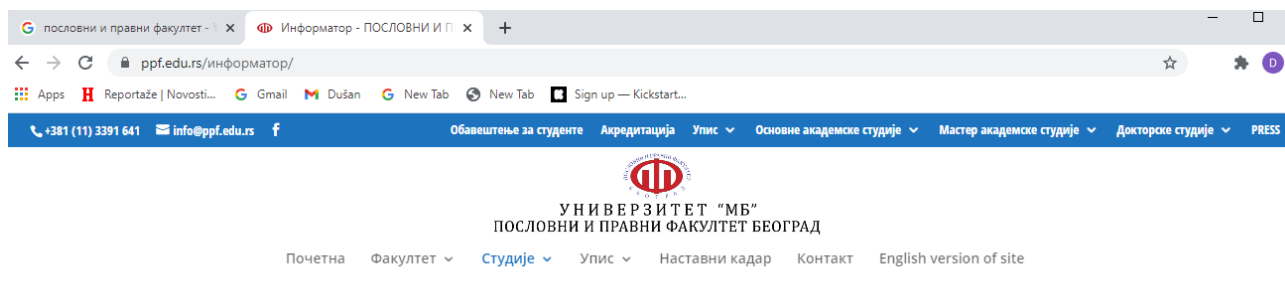 пословни и правни факултет - Информатор - ПОСЛОВНИ И П
ppf.edu.rs/информатор/ D
Apps H Reportaže | Novosti... G Gmail M Dušan G New Tab New Tab Sign up — Kickstart...
+381 (11) 3391 641 info@ppf.edu.rs f Обавештење за студенте Акредитација Упис Основне академске студије Мастер академске студије Докторске студије PRESS
УНИВЕРЗИТЕТ "МБ"
ПОСЛОВНИ И ПРАВНИ ФАКУЛТЕТ БЕОГРАД
Почетна Факултет Студије Упис Наставни кадар Контакт English version of site